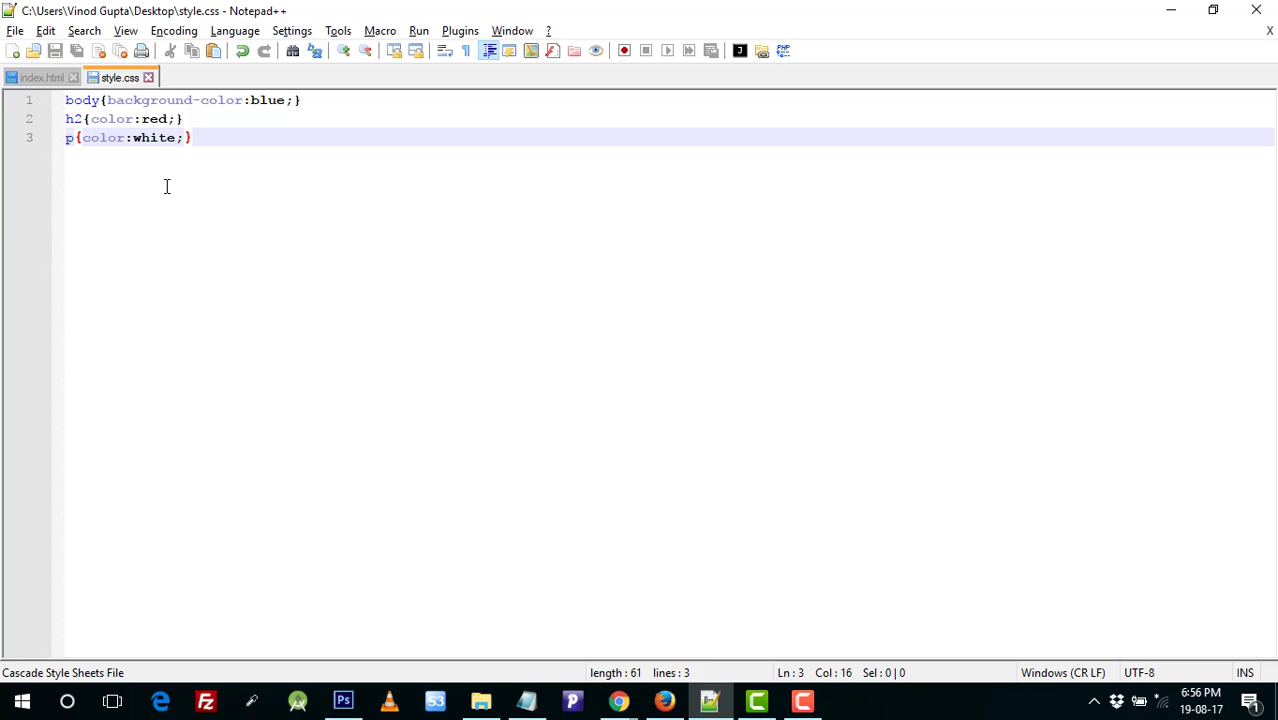 C:\Users\Vinod Gupta\Desktop\style.css - Notepad++
File Edit Search View Encoding Language Settings Tools Macro Run Plugins Window ? X
index.html style.css
1 body{background-color:blue;}
2 h2{color:red;}
3 p{color:white;}
Cascade Style Sheets File length : 61 lines : 3 Ln : 3 Col : 16 Sel : 0 | 0 Windows (CR LF) UTF-8 INS
6:56 PM
19-08-17